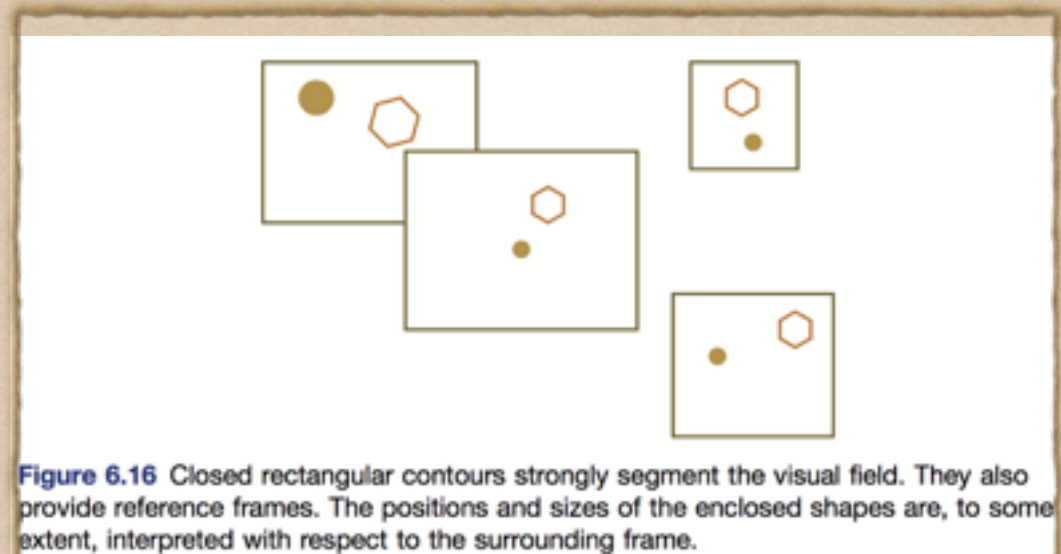 Figure 6.16 Closed rectangular contours strongly segment the visual field. They also
provide reference frames. The positions and sizes of the enclosed shapes are, to some
extent, interpreted with respect to the surrounding frame.